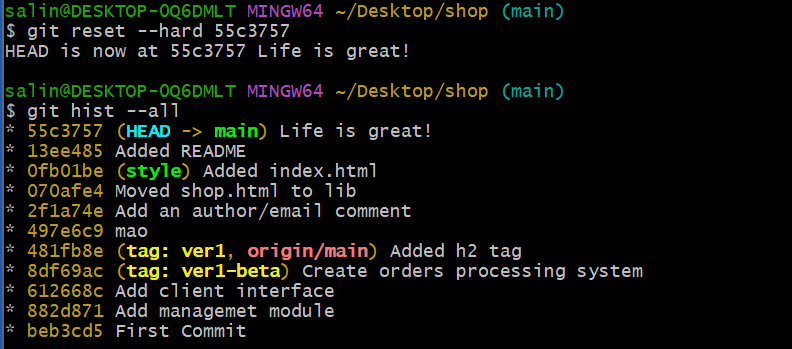 salin@DESKTOP-0Q6DMLT MINGW64 ~/Desktop/shop (main)
$ git reset --hard 55c3757
HEAD is now at 55c3757 Life is great!
salin@DESKTOP-0Q6DMLT MINGW64 ~/Desktop/shop (main)
$ git hist --all
* 55c3757 (HEAD -> main) Life is great!
* 13ee485 Added README
* 0fb01be (style) Added index.html
* 070afe4 Moved shop.html to lib
* 2f1a74e Add an author/email comment
* 497e6c9 mao
* 481fb8e (tag: ver1, origin/main) Added h2 tag
* 8df69ac (tag: ver1-beta) Create orders processing system
* 612668c Add client interface
* 882d871 Add managemet module
* beb3cd5 First Commit